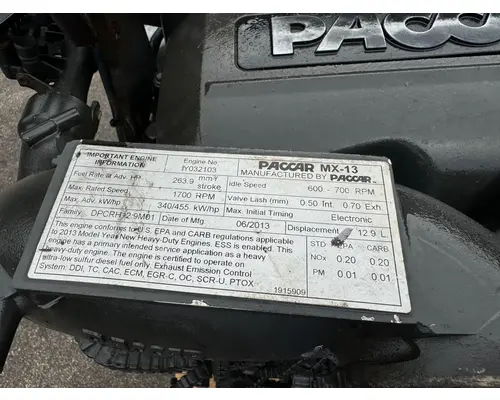 PACCAR
IMPORTANT ENGINE INFORMATION
Engine No
IY032103
PACCAR MX-13
MANUFACTURED BY PACCAR
Fuel Rate at Adv. HP 263.9 mm³/ stroke
Idle Speed 600 - 700 RPM
Max. Rated Speed 1700 RPM
Valve Lash (mm) 0.50 Int. 0.70 Exh
Max. kW/hp 340/455 kW/hp
Maximum Initial Timing Electronic
Family Date of Mfg. 06/2013
Displacement 12.9 L
This engine conforms to U.S. EPA and CARB regulations applicable
to 2013 Model Year New Heavy-Duty Engines. ESS is enabled. This
engine has a primary intended service application as a heavy
heavy-duty engine. The engine is certified to operate on
ultra-low sulfur diesel fuel only. Exhaust Emission Control
System: DDI, TC, CAC, ECM, EGR-C, OC, SCR-U, PTOX
STD EPA CARB
NOx 0.20 0.20
PM 0.01 0.01
1915909